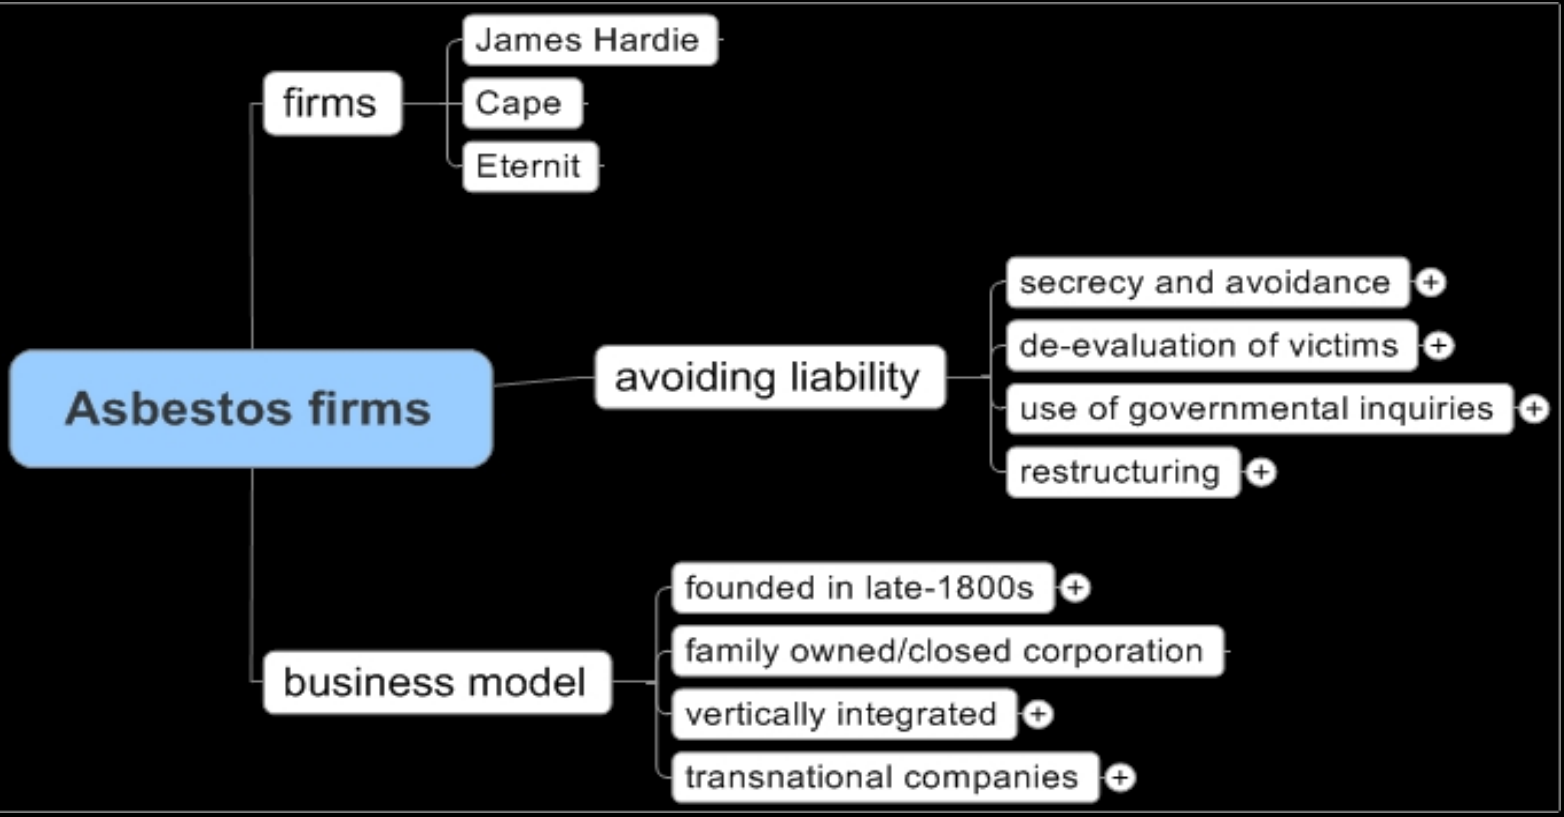 James Hardie
firms
Cape
Eternit
secrecy and avoidance
de-evaluation of victims
avoiding liability
Asbestos firms
use of governmental inquiries
restructuring
founded in late-1800s
family owned/closed corporation
business model
vertically integrated
transnational companies